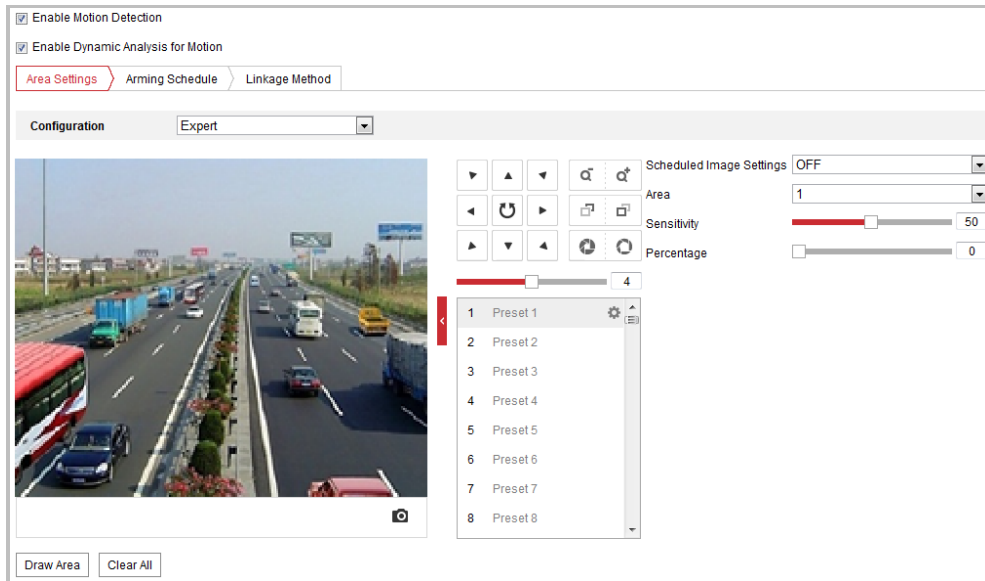 Enable Motion Detection
Enable Dynamic Analysis for Motion
Area Settings
Arming Schedule
Linkage Method
Configuration
Expert
Scheduled Image Settings
OFF
Area
1
Sensitivity
50
Percentage
0
4
1 Preset 1
2 Preset 2
3 Preset 3
4 Preset 4
5 Preset 5
6 Preset 6
7 Preset 7
8 Preset 8
Draw Area
Clear All